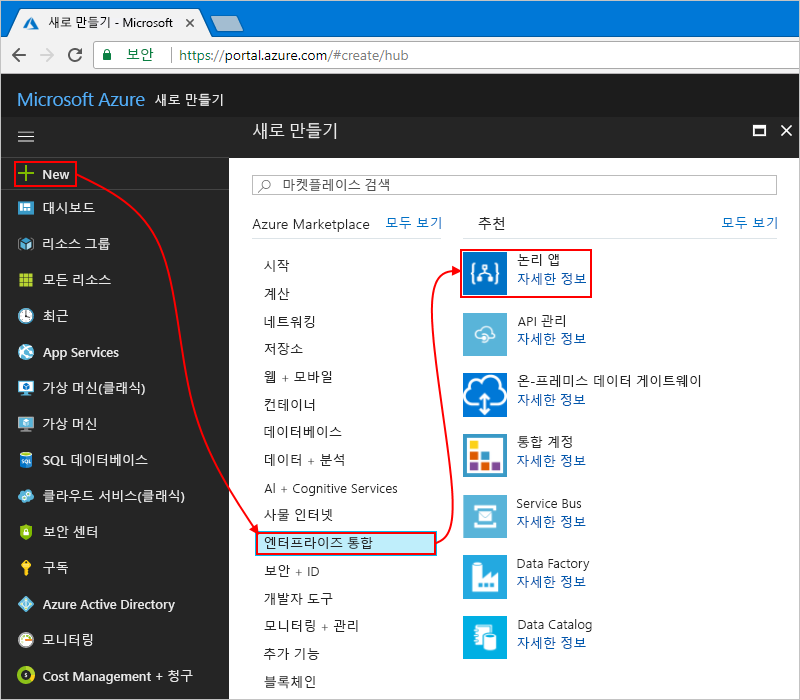 새로 만들기 - Microsoft
보안
https://portal.azure.com/#create/hub
Microsoft Azure 새로 만들기
새로 만들기
New
대시보드
리소스 그룹
모든 리소스
최근
App Services
가상 머신(클래식)
가상 머신
SQL 데이터베이스
클라우드 서비스(클래식)
보안 센터
구독
Azure Active Directory
모니터링
Cost Management + 청구
마켓플레이스 검색
Azure Marketplace 모두 보기
시작
계산
네트워킹
저장소
웹 + 모바일
컨테이너
데이터베이스
데이터 + 분석
AI + Cognitive Services
사물 인터넷
엔터프라이즈 통합
보안 + ID
개발자 도구
모니터링 + 관리
추가 기능
블록체인
추천 모두 보기
논리 앱
자세한 정보
API 관리
자세한 정보
온-프레미스 데이터 게이트웨이
자세한 정보
통합 계정
자세한 정보
Service Bus
자세한 정보
Data Factory
자세한 정보
Data Catalog
자세한 정보